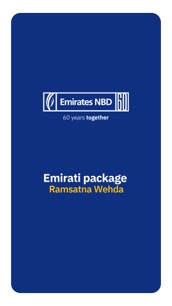 Emirates NBD 60
60 years together
Emirati package
Ramsatna Wehda